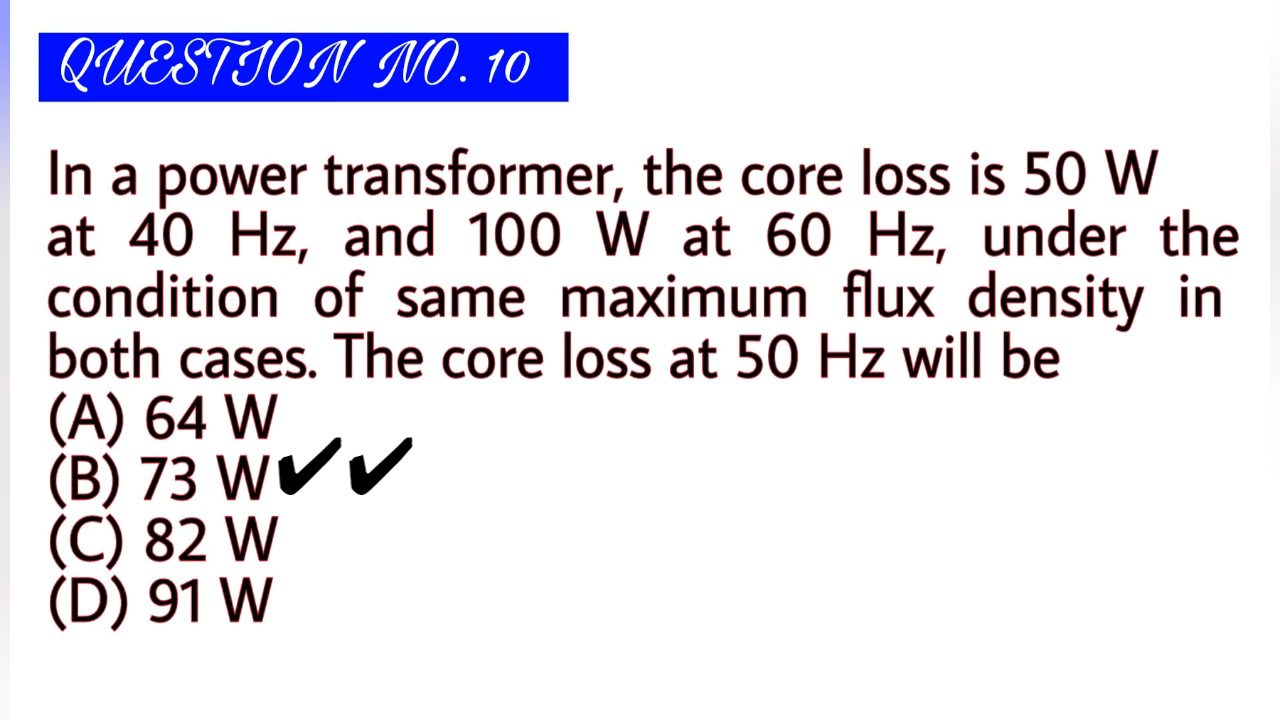 QUESTION NO. 10
In a power transformer, the core loss is 50 W
at 40 Hz, and 100 W at 60 Hz, under the
condition of same maximum flux density in
both cases. The core loss at 50 Hz will be
(A) 64 W
(B) 73 W✔✔
(C) 82 W
(D) 91 W